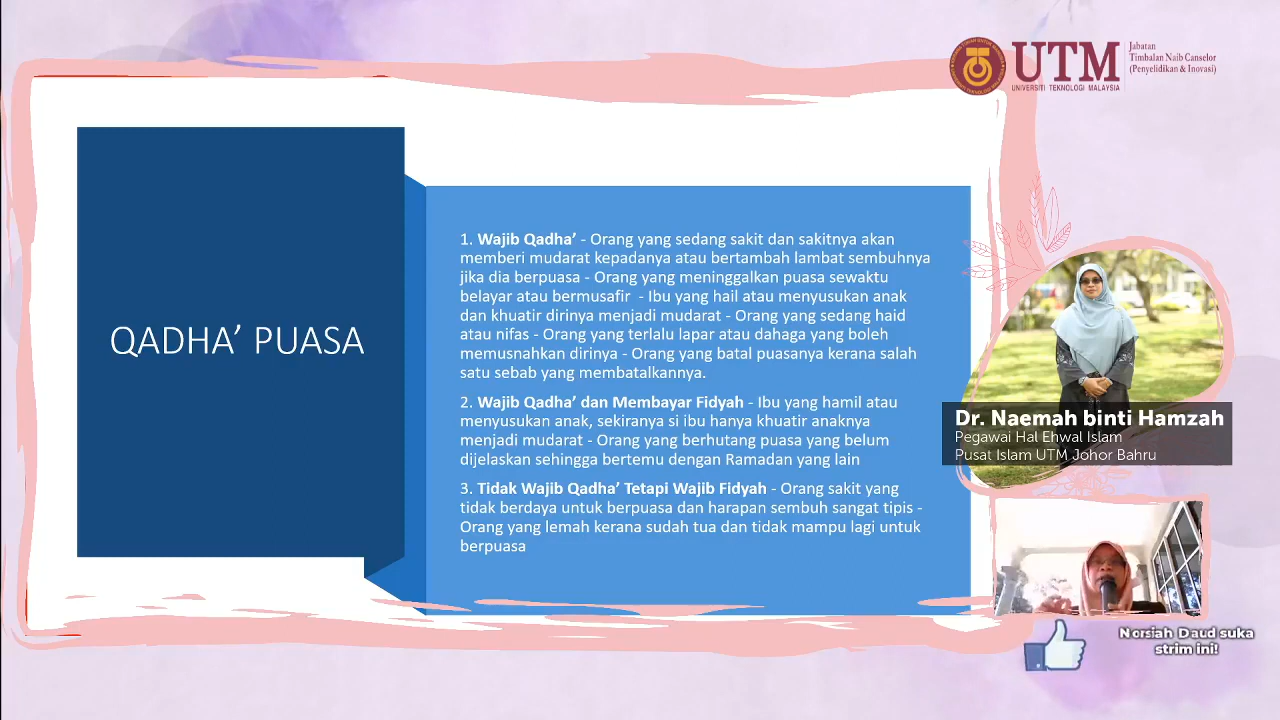 UTM
UNIVERSITI TEKNOLOGI MALAYSIA
Jabatan
Timbalan Naib Canselor
(Penyelidikan & Inovasi)
QADHA’ PUASA
1. Wajib Qadha’ - Orang yang sedang sakit dan sakitnya akan
memberi mudarat kepadanya atau bertambah lambat sembuhnya
jika dia berpuasa - Orang yang meninggalkan puasa sewaktu
belayar atau bermusafir - Ibu yang hail atau menyusukan anak
dan khuatir dirinya menjadi mudarat - Orang yang sedang haid
atau nifas - Orang yang terlalu lapar atau dahaga yang boleh
memusnahkan dirinya - Orang yang batal puasanya kerana salah
satu sebab yang membatalkannya.
2. Wajib Qadha’ dan Membayar Fidyah - Ibu yang hamil atau
menyusukan anak, sekiranya si ibu hanya khuatir anaknya
menjadi mudarat - Orang yang berhutang puasa yang belum
dijelaskan sehingga bertemu dengan Ramadan yang lain
3. Tidak Wajib Qadha’ Tetapi Wajib Fidyah - Orang sakit yang
tidak berdaya untuk berpuasa dan harapan sembuh sangat tipis -
Orang yang lemah kerana sudah tua dan tidak mampu lagi untuk
berpuasa
Dr. Naemah binti Hamzah
Pegawai Hal Ehwal Islam
Pusat Islam UTM Johor Bahru
Norsiah Daud suka
strim ini!